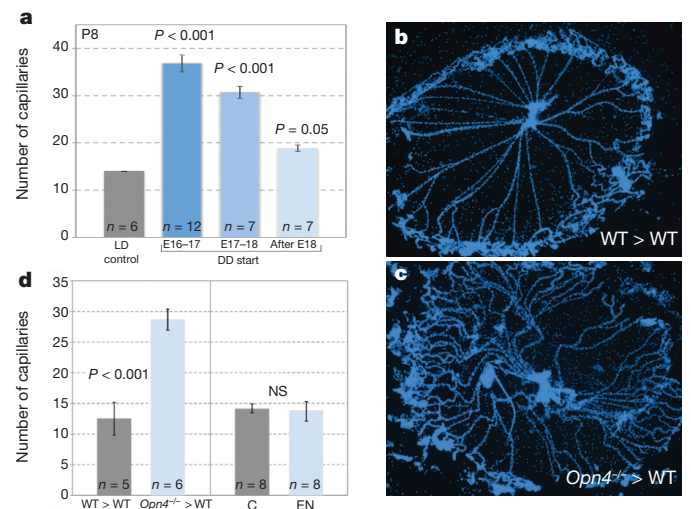 a
P8
Number of capillaries
40
30
20
10
0
P < 0.001
P < 0.001
P = 0.05
n = 6
n = 12
n = 7
n = 7
LD control
E16–17
E17–18
After E18
DD start
b
WT > WT
c
Opn4⁻/⁻ > WT
d
Number of capillaries
35
30
25
20
15
10
5
0
P < 0.001
NS
n = 5
n = 6
n = 8
n = 8
WT > WT
Opn4⁻/⁻ > WT
C
EN